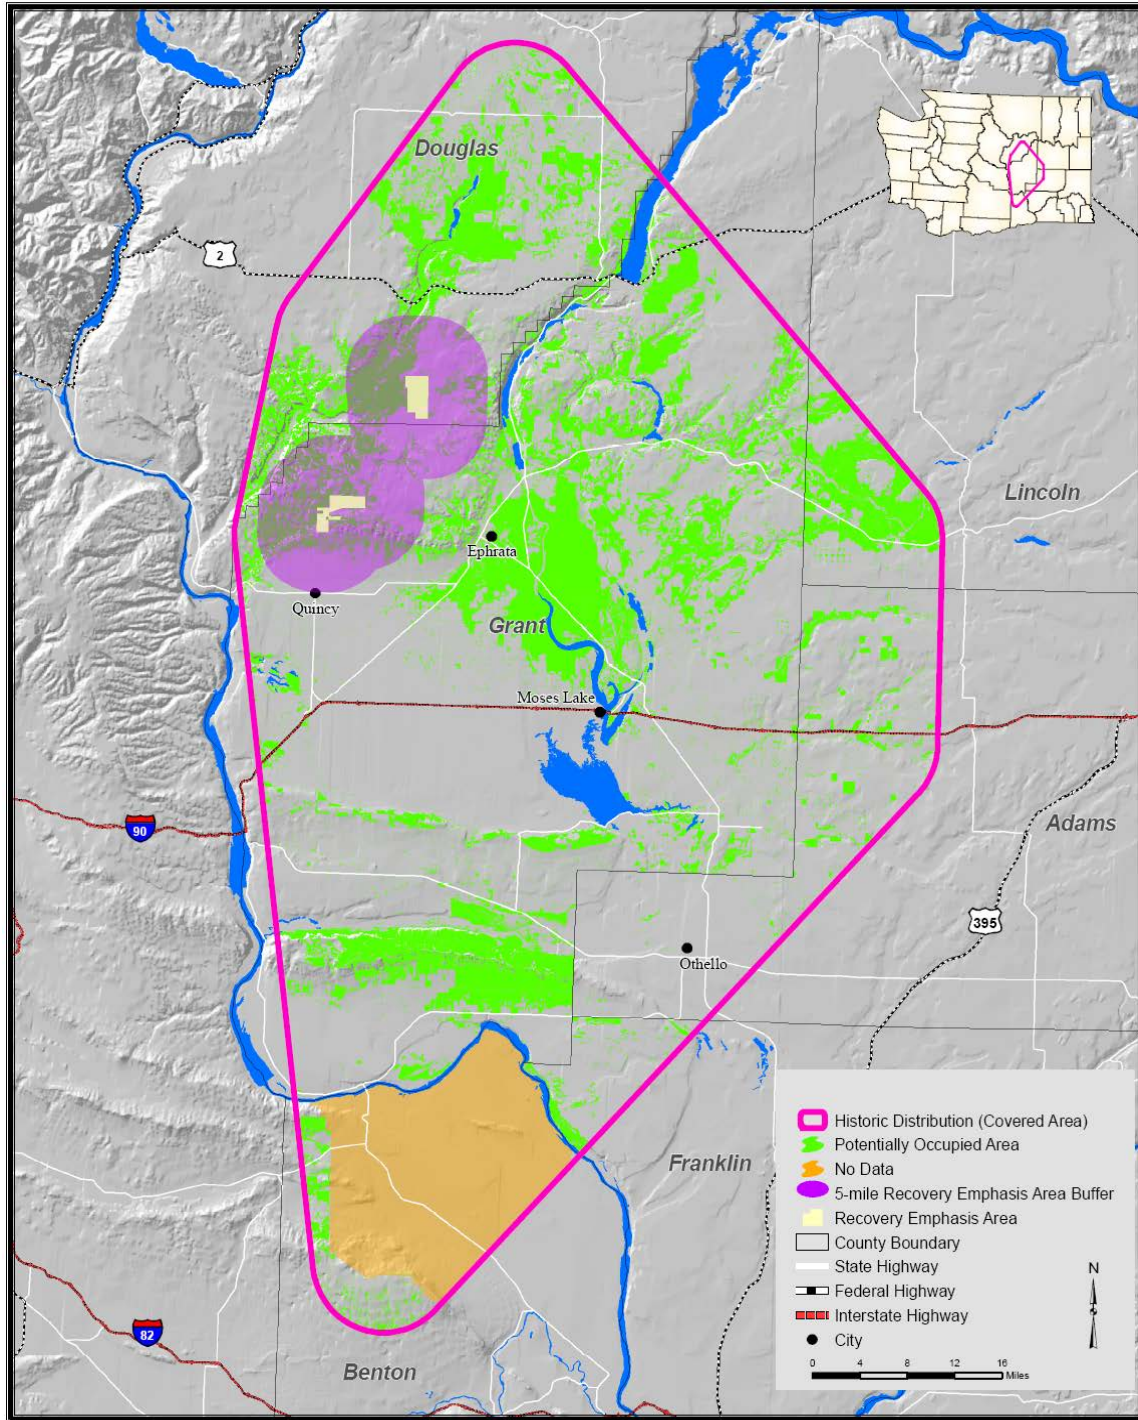 Douglas
2
Lincoln
Ephrata
Quincy
Grant
Moses Lake
90
Adams
395
Othello
Historic Distribution (Covered Area)
Potentially Occupied Area
No Data
5-mile Recovery Emphasis Area Buffer
Recovery Emphasis Area
County Boundary
State Highway
Federal Highway
Interstate Highway
City
N
0 4 8 12 16
Miles
Franklin
82
Benton